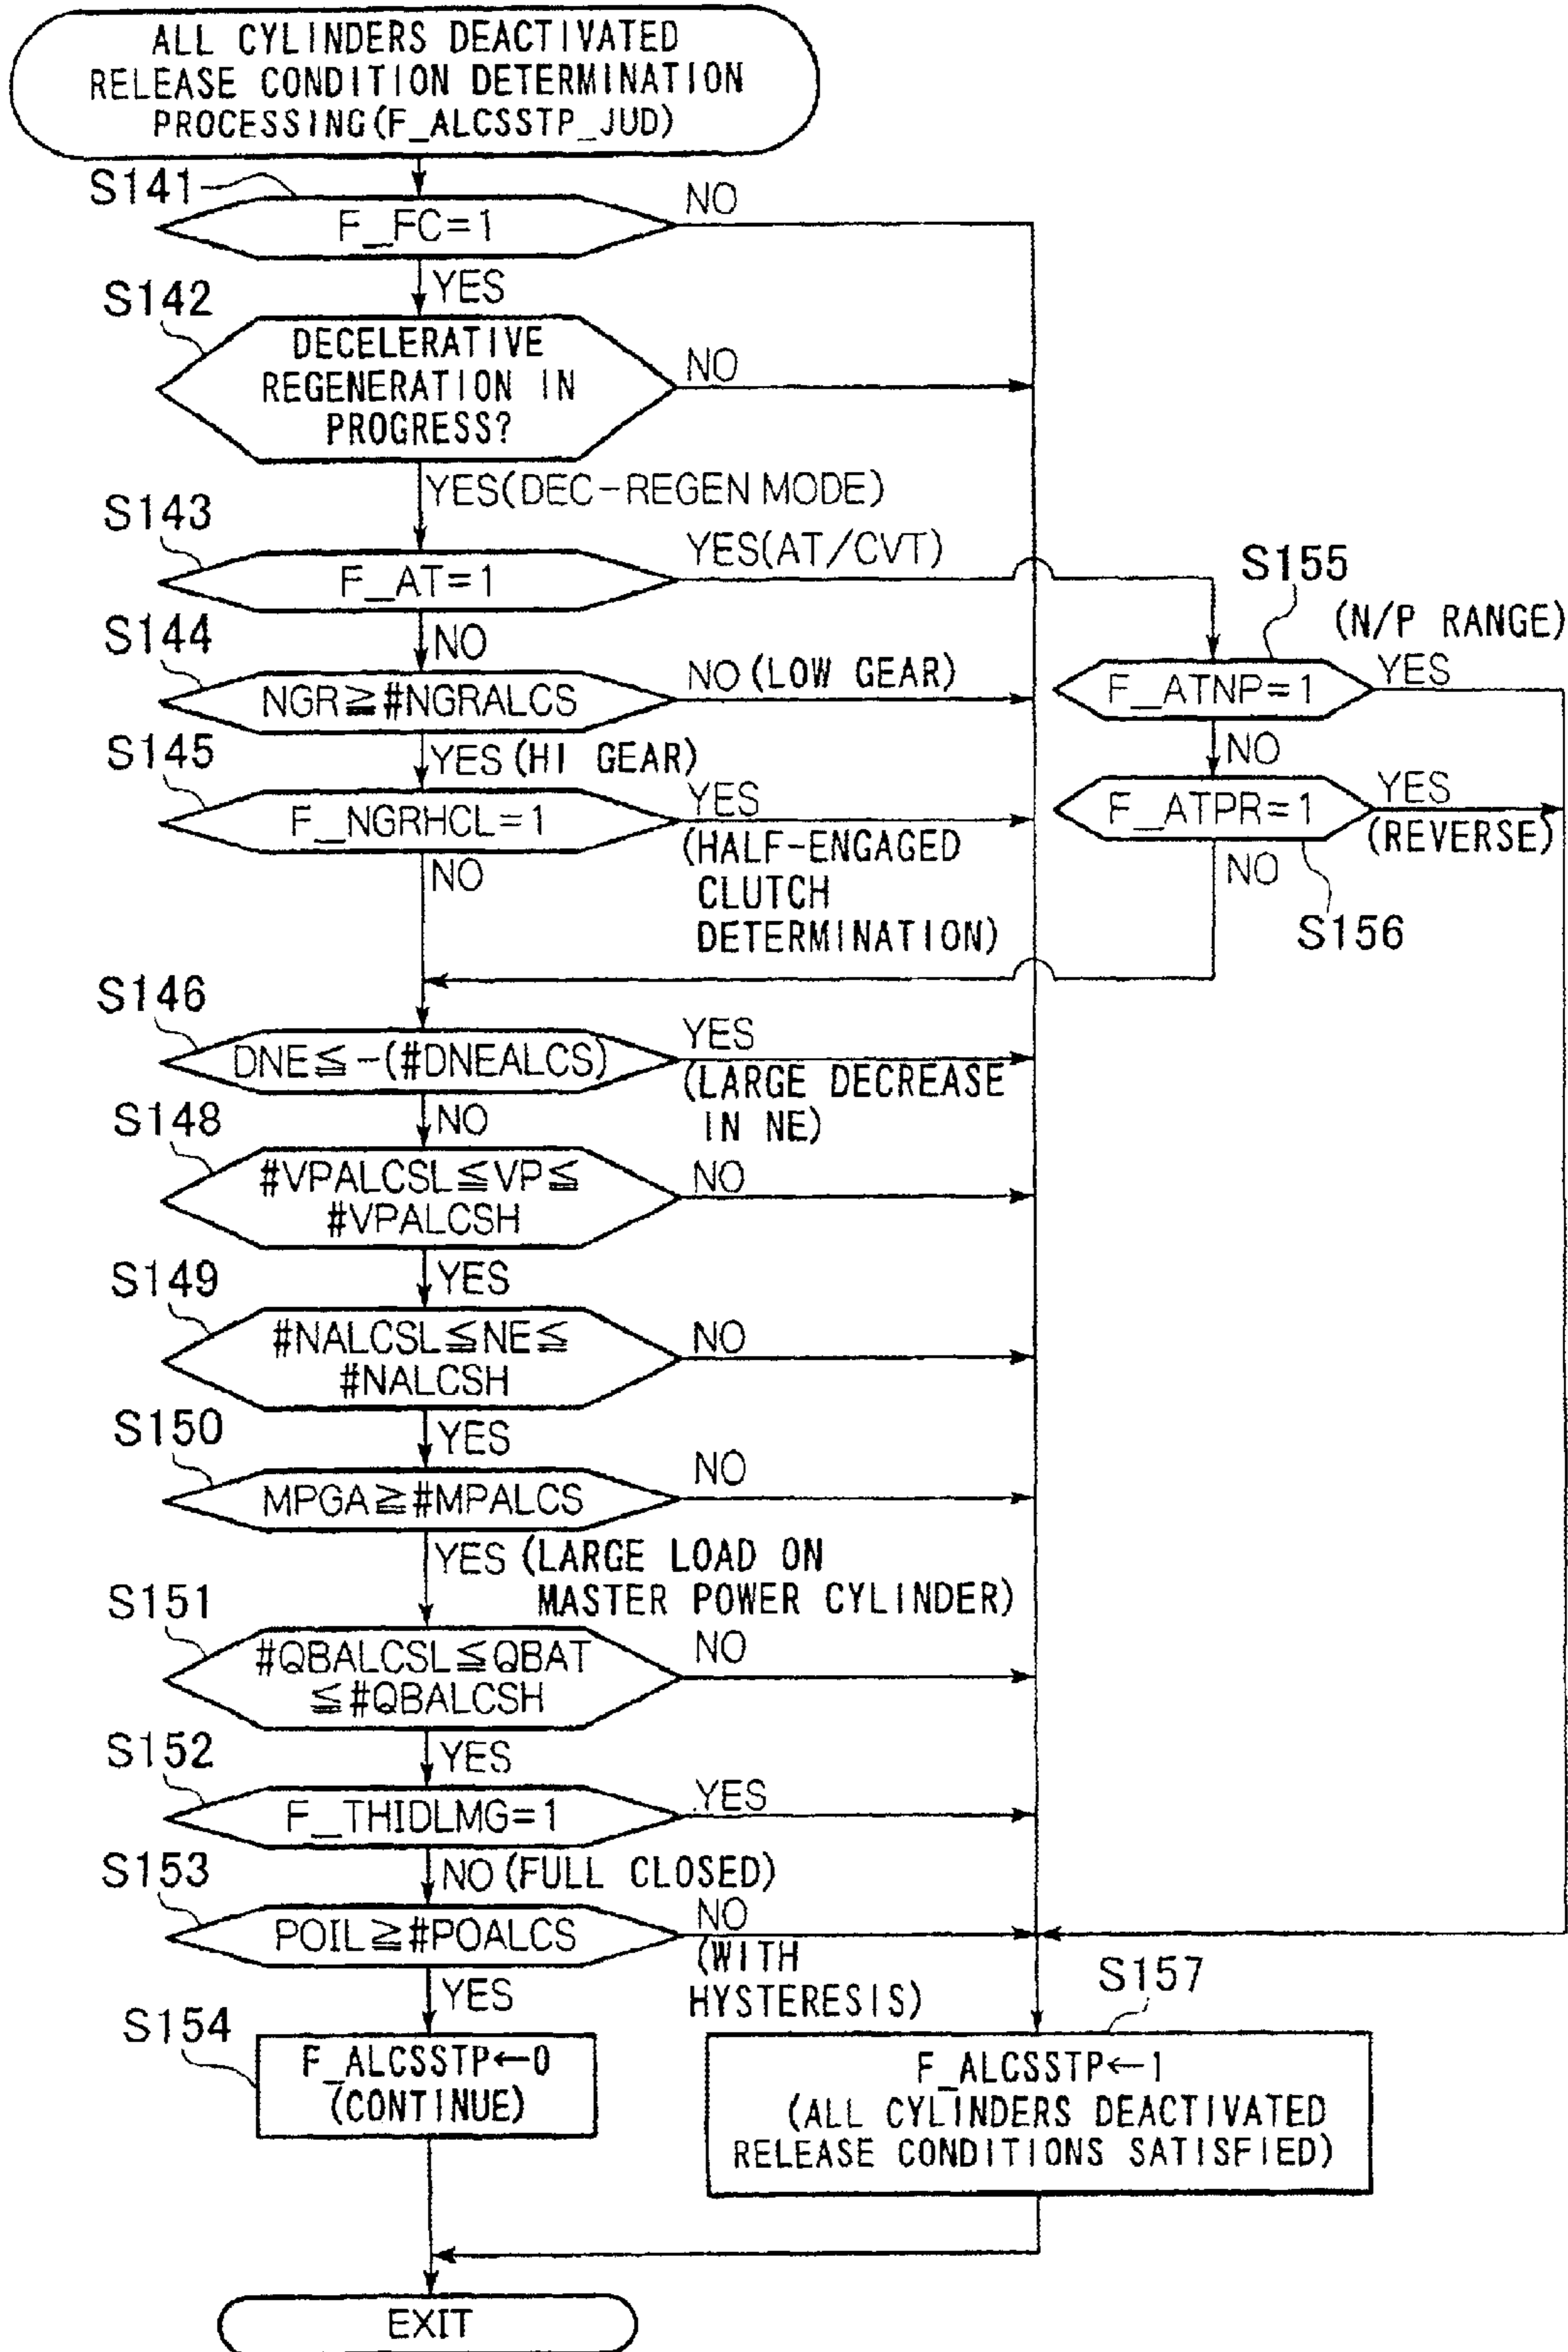 ALL CYLINDERS DEACTIVATED
RELEASE CONDITION DETERMINATION
PROCESSING(F_ALCSSTP_JUD)
S141
F_FC=1
NO
YES
S142
DECELERATIVE
REGENERATION IN
PROGRESS?
NO
YES(DEC-REGEN MODE)
S143
F_AT=1
YES(AT/CVT)
NO
S155
(N/P RANGE)
F_ATNP=1
YES
NO
S144
NGR≧#NGRALCS
NO (LOW GEAR)
YES (HI GEAR)
S145
F_NGRHCL=1
YES
(HALF-ENGAGED
CLUTCH
DETERMINATION)
NO
F_ATPR=1
YES
(REVERSE)
NO
S156
S146
DNE≦-(#DNEALCS)
YES
(LARGE DECREASE
IN NE)
NO
S148
#VPALCSL≦VP≦
#VPALCSH
NO
YES
S149
#NALCSL≦NE≦
#NALCSH
NO
YES
S150
MPGA≧#MPALCS
NO
YES (LARGE LOAD ON
MASTER POWER CYLINDER)
S151
#QBALCSL≦QBAT
≦#QBALCSH
NO
YES
S152
F_THIDLMG=1
YES
NO (FULL CLOSED)
S153
POIL≧#POALCS
NO
(WITH
HYSTERESIS)
YES
S154
F_ALCSSTP←0
(CONTINUE)
S157
F_ALCSSTP←1
(ALL CYLINDERS DEACTIVATED
RELEASE CONDITIONS SATISFIED)
EXIT